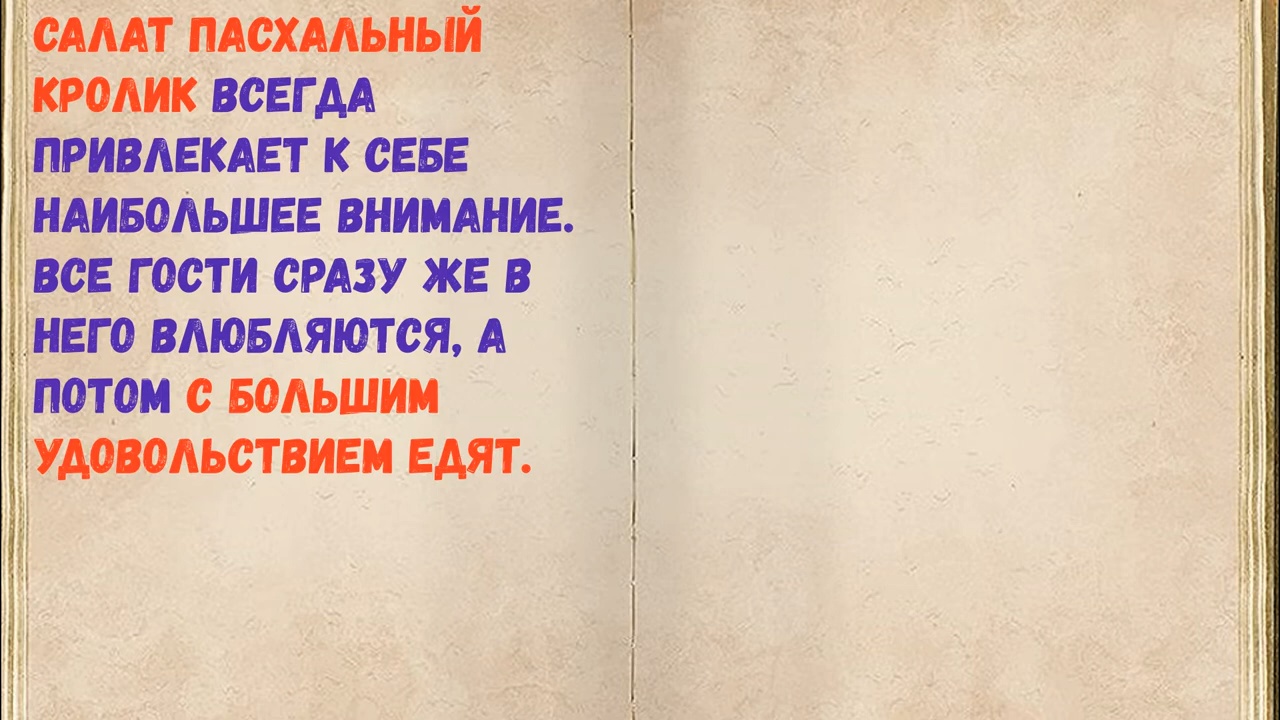 САЛАТ ПАСХАЛЬНЫЙ
КРОЛИК ВСЕГДА
ПРИВЛЕКАЕТ К СЕБЕ
НАИБОЛЬШЕЕ ВНИМАНИЕ.
ВСЕ ГОСТИ СРАЗУ ЖЕ В
НЕГО ВЛЮБЛЯЮТСЯ, А
ПОТОМ С БОЛЬШИМ
УДОВОЛЬСТВИЕМ ЕДЯТ.